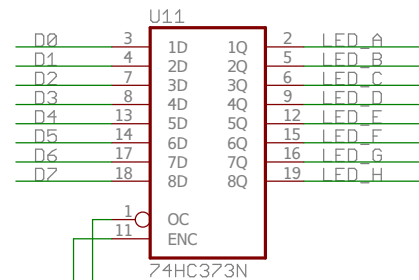 U11
D0 3 1D 1Q 2 LED_A
D1 4 2D 2Q 5 LED_B
D2 7 3D 3Q 6 LED_C
D3 8 4D 4Q 9 LED_D
D4 13 5D 5Q 12 LED_E
D5 14 6D 6Q 15 LED_F
D6 17 7D 7Q 16 LED_G
D7 18 8D 8Q 19 LED_H
1 OC
11 ENC
74HC373N